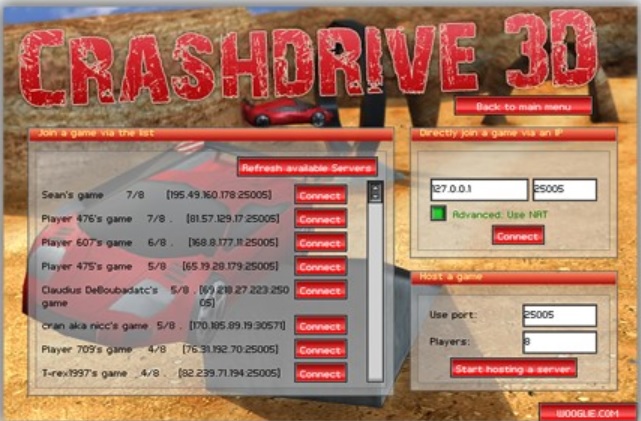 CRASHDRIVE 3D
Back to main menu
Join a game via the list
Refresh available Servers
Sean's game 7/8 [195.49.160.178:25005] Connect
Player 476's game 7/8 . [81.57.129.17:25005] Connect
Player 607's game 6/8 . [168.8.177.11:25005] Connect
Player 475's game 5/8 [65.19.28.179:25005] Connect
Claudius DeBoubadatc's game 5/8 . [69.218.27.223:25005] Connect
cran aka nicc's game 5/8 . [170.185.89.19:30571] Connect
Player 709's game 4/8 [76.31.192.70:25005] Connect
T-rex1997's game 4/8 . [82.239.71.194:25005] Connect
Directly join a game via an IP
127.0.0.1 25005
Advanced: Use NAT
Connect
Host a game
Use port: 25005
Players: 8
Start hosting a server
WOOGLIE.COM